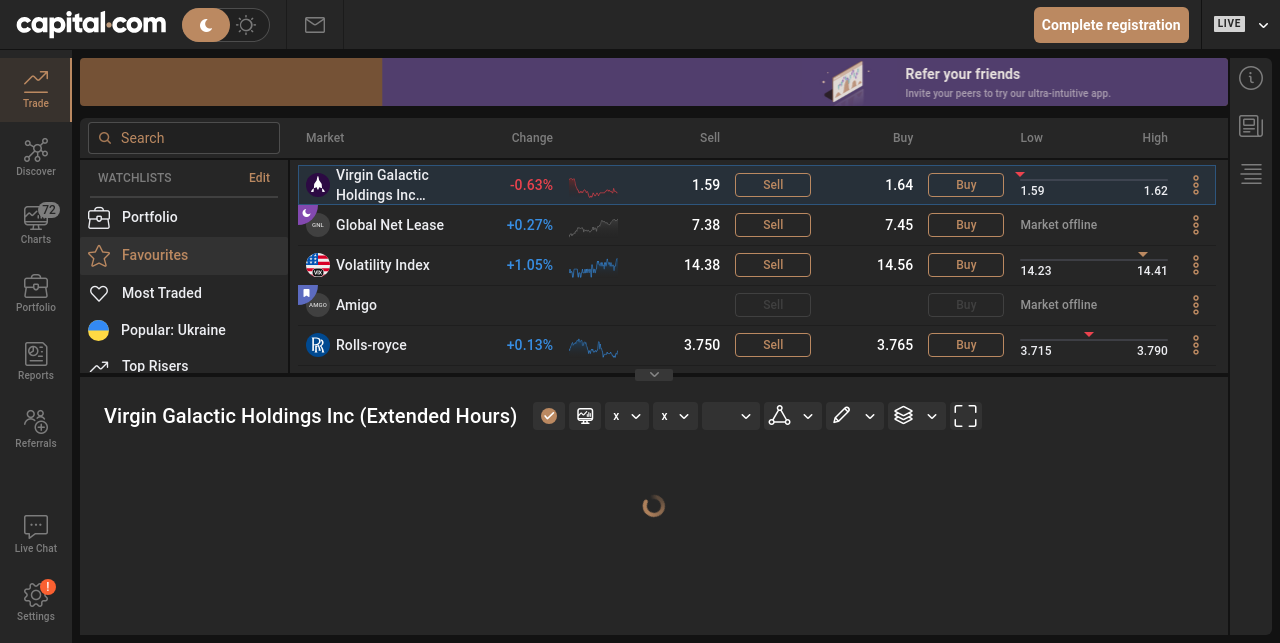 capital.com
Complete registration
LIVE
Trade
Discover
72
Charts
Portfolio
Reports
Referrals
Live Chat
!
Settings
Refer your friends
Invite your peers to try our ultra-intuitive app.
Search
WATCHLISTS Edit
Portfolio
Favourites
Most Traded
Popular: Ukraine
Top Risers
Market Change Sell Buy Low High
Virgin Galactic
Holdings Inc...
-0.63% 1.59 Sell 1.64 Buy 1.59 1.62
GNL Global Net Lease +0.27% 7.38 Sell 7.45 Buy Market offline
VIX Volatility Index +1.05% 14.38 Sell 14.56 Buy 14.23 14.41
AMGO Amigo Sell Buy Market offline
RR Rolls-royce +0.13% 3.750 Sell 3.765 Buy 3.715 3.790
Virgin Galactic Holdings Inc (Extended Hours) x x